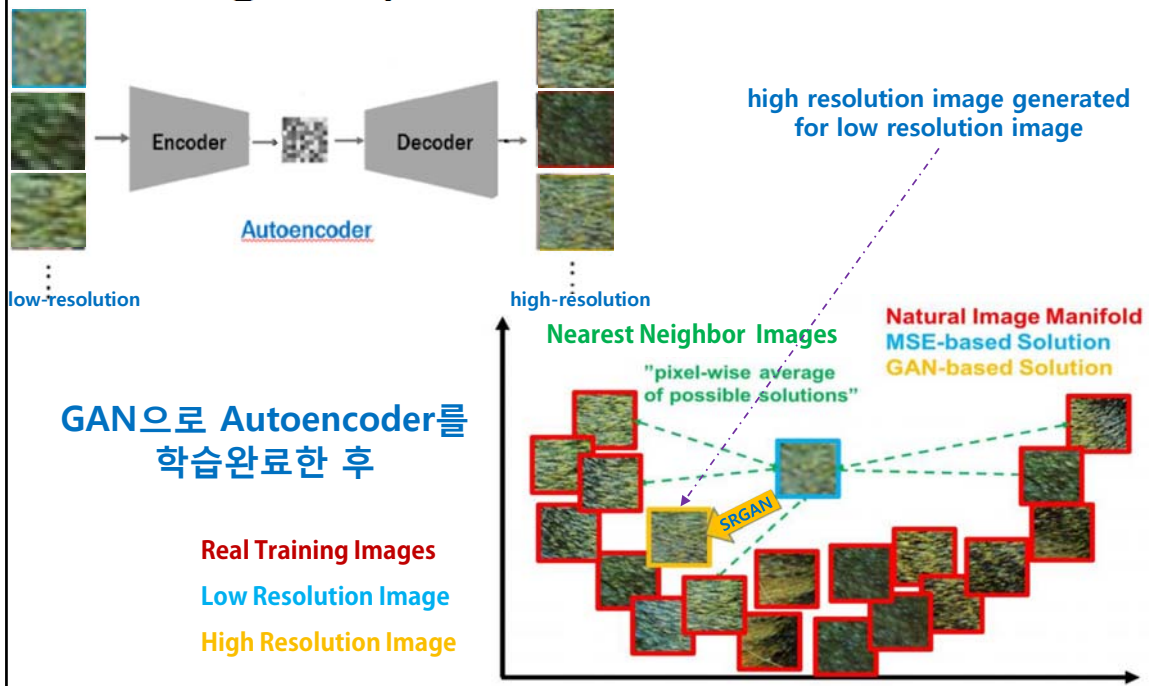 Encoder
Decoder
Autoencoder
low-resolution
high-resolution
high resolution image generated
for low resolution image
Nearest Neighbor Images
Natural Image Manifold
MSE-based Solution
GAN-based Solution
"pixel-wise average
of possible solutions"
GAN으로 Autoencoder를
학습완료한 후
SRGAN
Real Training Images
Low Resolution Image
High Resolution Image